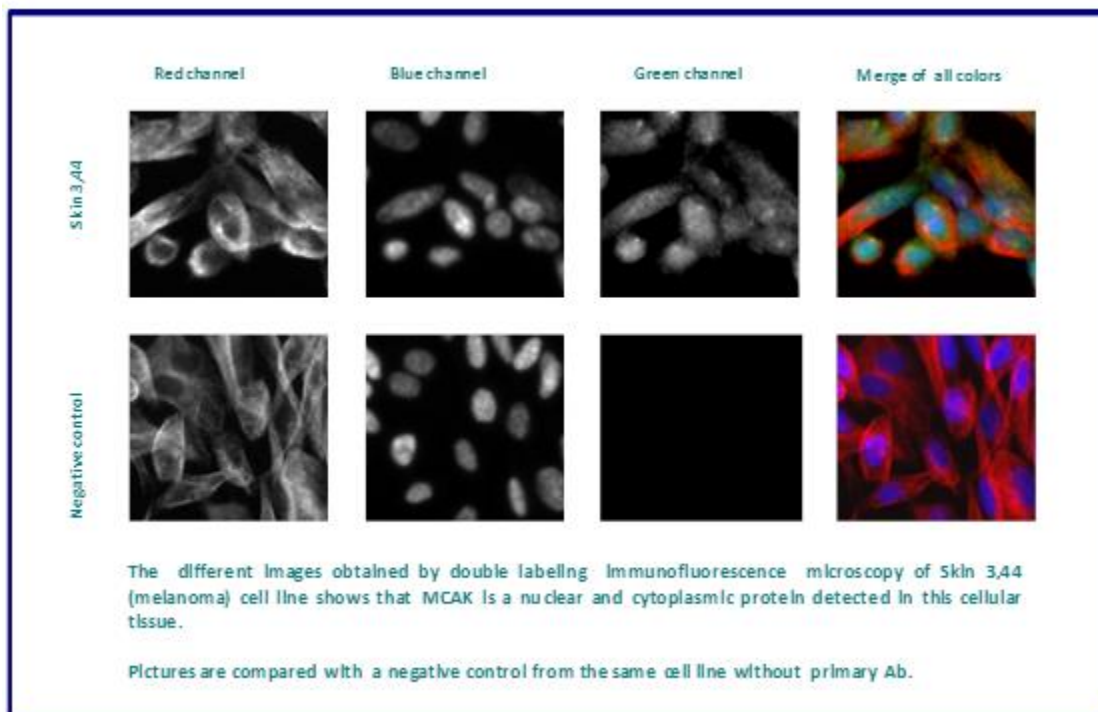 Red channel Blue channel Green channel Merge of all colors
Skin 3,44
Negative control
The different images obtained by double labeling immunofluorescence microscopy of Skin 3,44
(melanoma) cell line shows that MCAK is a nuclear and cytoplasmic protein detected in this cellular
tissue.
Pictures are compared with a negative control from the same cell line without primary Ab.